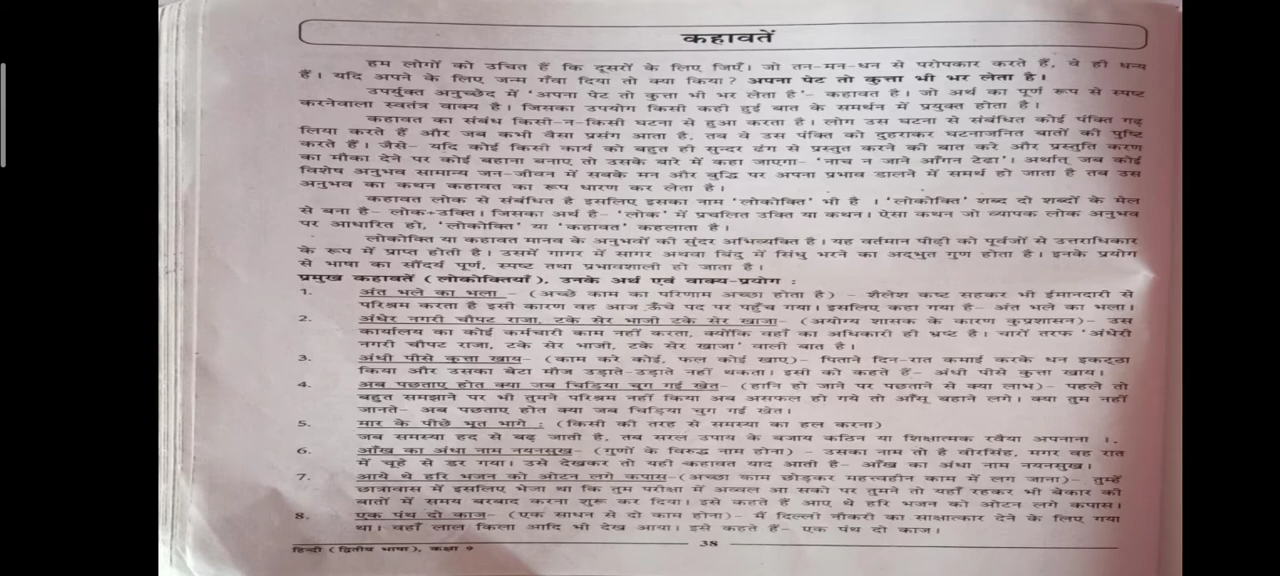 कहावतें
हम लोगों को उचित हैं कि दूसरों के लिए जिएँ। जो तन-मन-धन से परोपकार करते हैं, वे ही धन्य
हैं। यदि अपने के लिए जन्म गँवा दिया तो क्या किया? अपना पेट तो कुत्ता भी भर लेता है।
उपर्युक्त अनुच्छेद में 'अपना पेट तो कुत्ता भी भर लेता है'- कहावत है। जो अर्थ का पूर्ण रूप से स्पष्ट
करनेवाला स्वतंत्र वाक्य है। जिसका उपयोग किसी कही हुई बात के समर्थन में प्रयुक्त होता है।
कहावत का संबंध किसी-न-किसी घटना से हुआ करता है। लोग उस घटना से संबंधित कोई पंक्ति गढ़
लिया करते हैं और जब कभी वैसा प्रसंग आता है, तब वे उस पंक्ति को दुहराकर घटनाजनित बातों की पुष्टि
करते हैं। जैसे- यदि कोई किसी कार्य को बहुत ही सुन्दर ढंग से प्रस्तुत करने की बात करे और प्रस्तुति करण
का मौका देने पर कोई बहाना बनाए तो उसके बारे में कहा जाएगा- 'नाच न जाने आँगन टेढा'। अर्थात् जब कोई
विशेष अनुभव सामान्य जन-जीवन में सबके मन और बुद्धि पर अपना प्रभाव डालने में समर्थ हो जाता है तब उस
अनुभव का कथन कहावत का रूप धारण कर लेता है।
कहावत लोक से संबंधित है इसलिए इसका नाम 'लोकोक्ति' भी है । 'लोकोक्ति' शब्द दो शब्दों के मेल
से बना है- लोक+उक्ति। जिसका अर्थ है- 'लोक' में प्रचलित उक्ति या कथन। ऐसा कथन जो व्यापक लोक अनुभव
पर आधारित हो, 'लोकोक्ति' या 'कहावत' कहलाता है।
लोकोक्ति या कहावत मानव के अनुभवों की सुंदर अभिव्यक्ति है। यह वर्तमान पीढ़ी को पूर्वजों से उत्तराधिकार
के रूप में प्राप्त होती है। उसमें गागर में सागर अथवा बिंदु में सिंधु भरने का अद्भुत गुण होता है। इनके प्रयोग
से भाषा का सौंदर्य पूर्ण, स्पष्ट तथा प्रभावशाली हो जाता है।
प्रमुख कहावतें (लोकोक्तियाँ), उनके अर्थ एवं वाक्य-प्रयोग :
1. अंत भले का भला - (अच्छे काम का परिणाम अच्छा होता है) - शैलेश कष्ट सहकर भी ईमानदारी से
परिश्रम करता है इसी कारण वह आज ऊँचे पद पर पहुँच गया। इसलिए कहा गया है- अंत भले का भला।
2. अंधेर नगरी चौपट राजा, टके सेर भाजी टके सेर खाजा- (अयोग्य शासक के कारण कुप्रशासन)- उस
कार्यालय का कोई कर्मचारी काम नहीं करता, क्योंकि वहाँ का अधिकारी ही भ्रष्ट है। चारों तरफ 'अंधेरी
नगरी चौपट राजा, टके सेर भाजी, टके सेर खाजा' वाली बात है।
3. अंधी पीसे कुत्ता खाय- (काम करे कोई, फल कोई खाए)- पिताने दिन-रात कमाई करके धन इकट्ठा
किया और उसका बेटा मौज उड़ाते-उड़ाते नहीं थकता। इसी को कहते हैं- अंधी पीसे कुत्ता खाय।
4. अब पछताए होत क्या जब चिड़िया चुग गई खेत- (हानि हो जाने पर पछताने से क्या लाभ)- पहले तो
बहुत समझाने पर भी तुमने परिश्रम नहीं किया अब असफल हो गये तो आँसू बहाने लगे। क्या तुम नहीं
जानते- अब पछताए होत क्या जब चिड़िया चुग गई खेत।
5. मार के पीछे भूत भागे : (किसी की तरह से समस्या का हल करना)
जब समस्या हद से बढ़ जाती है, तब सरल उपाय के बजाय कठिन या शिक्षात्मक रवैया अपनाना ।.
6. आँख का अंधा नाम नयनसुख- (गुणों के विरुद्ध नाम होना) - उसका नाम तो है वीरसिंह, मगर वह रात
में चूहे से डर गया। उसे देखकर तो यही कहावत याद आती है- आँख का अंधा नाम नयनसुख।
7. आये थे हरि भजन को ओटन लगे कपास-(अच्छा काम छोड़कर महत्त्वहीन काम में लग जाना)- तुम्हें
छात्रावास में इसलिए भेजा था कि तुम परीक्षा में अव्वल आ सको पर तुमने तो यहाँ रहकर भी बेकार की
बातों में समय बरबाद करना शुरू कर दिया। इसे कहते हैं आए थे हरि भजन को ओटन लगे कपास।
8. एक पंथ दो काज- (एक साधन से दो काम होना)- मैं दिल्ली नौकरी का साक्षात्कार देने के लिए गया
था। वहाँ लाल किला आदि भी देख आया। इसे कहते हैं- एक पंथ दो काज।
हिन्दी (द्वितीय भाषा), कक्षा 9
38